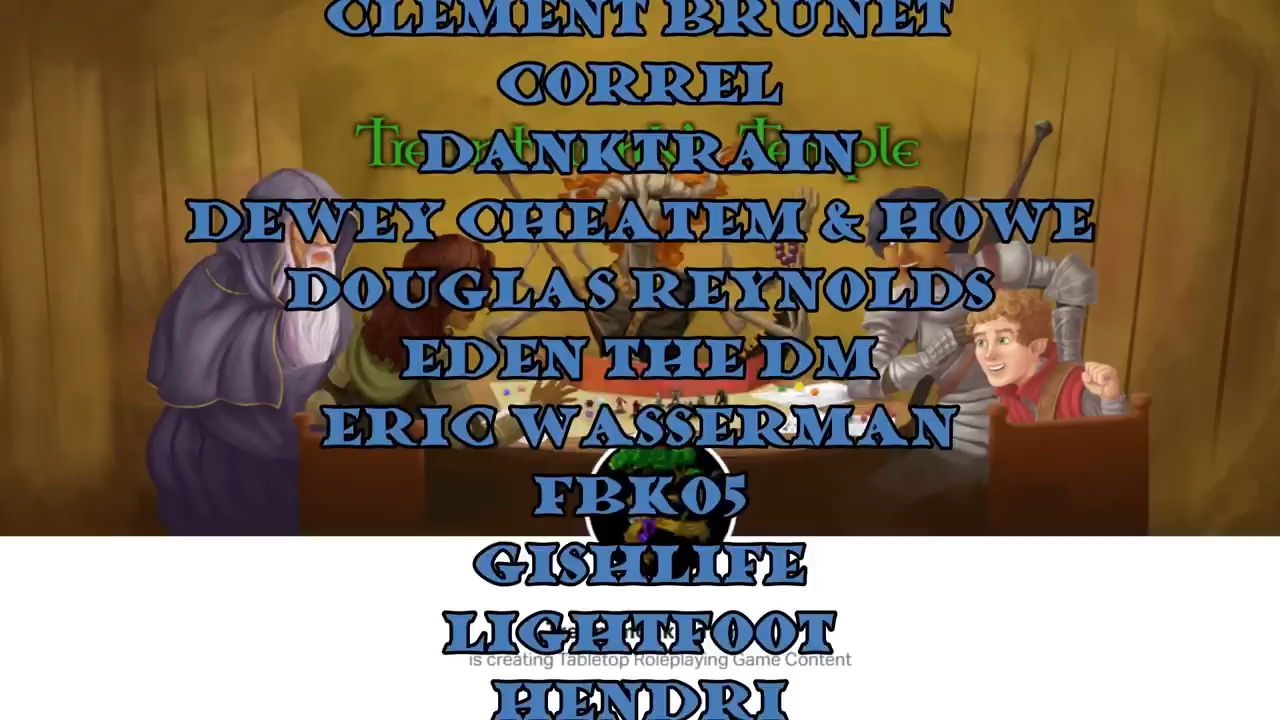 CLEMENT BRUNET
CORREL
DANKTRAIN
Temple
DEWEY CHEATEM & HOWE
DOUGLAS REYNOLDS
EDEN THE DM
ERIC WASSERMAN
FBK05
GISHLIFE
LIGHTFOOT
is creating Tabletop Roleplaying Game Content
HENDRI